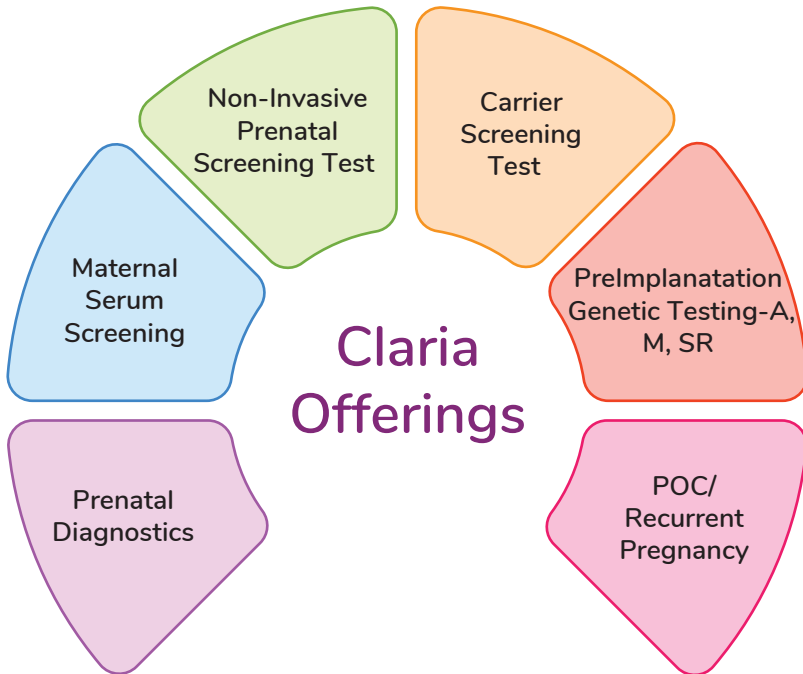 Non-Invasive
Prenatal
Screening Test
Carrier
Screening
Test
Maternal
Serum
Screening
PreImplanatation
Genetic Testing-A,
M, SR
Claria
Offerings
Prenatal
Diagnostics
POC/
Recurrent
Pregnancy